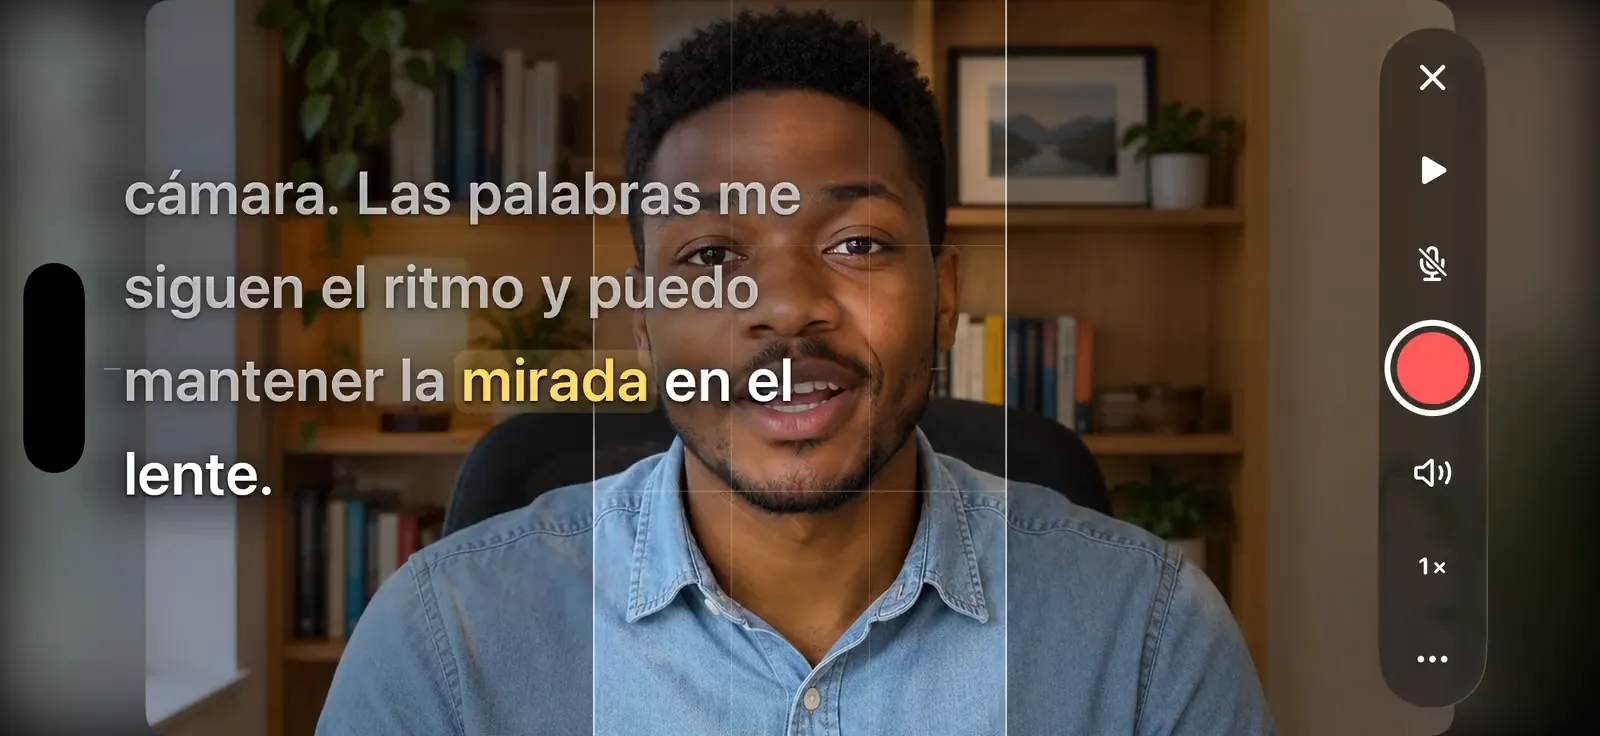 cámara. Las palabras me
siguen el ritmo y puedo
mantener la mirada en el
lente.
1×